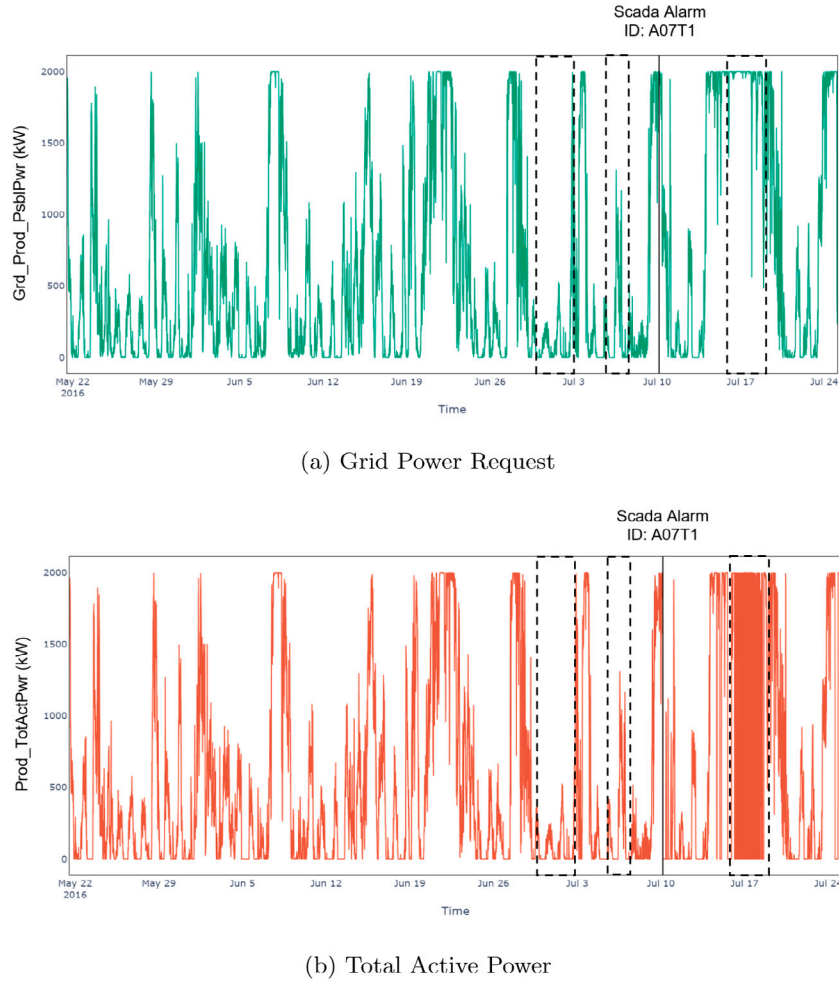 Scada Alarm
ID: A07T1
Grd_Prod_PsblPwr (kW)
2000
1500
1000
500
0
May 22
2016
May 29
Jun 5
Jun 12
Jun 19
Jun 26
Jul 3
Jul 10
Jul 17
Jul 24
Time
(a) Grid Power Request
Scada Alarm
ID: A07T1
Prod_TotActPwr (kW)
2000
1500
1000
500
0
May 22
2016
May 29
Jun 5
Jun 12
Jun 19
Jun 26
Jul 3
Jul 10
Jul 17
Jul 24
Time
(b) Total Active Power